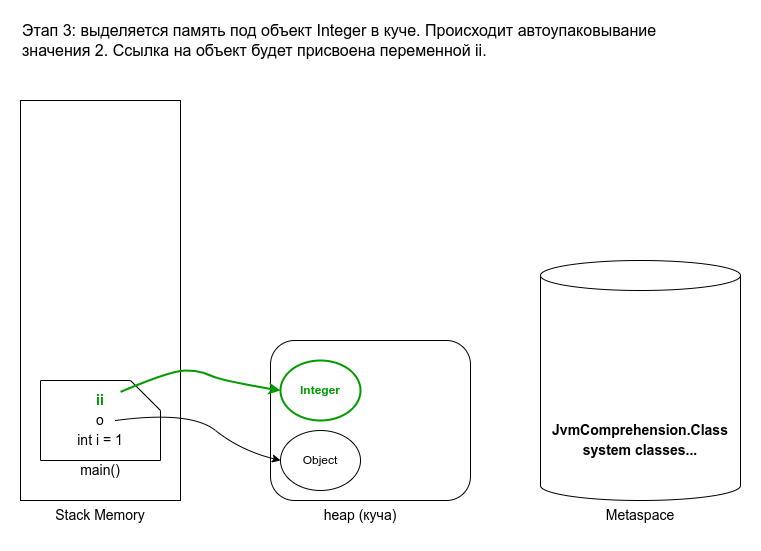 Этап 3: выделяется память под объект Integer в куче. Происходит автоупаковывание
значения 2. Ссылка на объект будет присвоена переменной ii.
ii
o
int i = 1
main()
Stack Memory
Integer
Object
heap (куча)
JvmComprehension.Class
system classes...
Metaspace